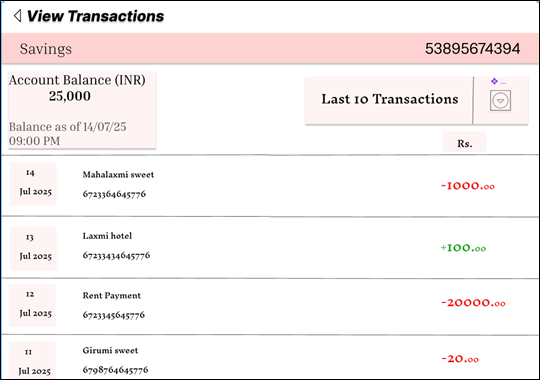 View Transactions
Savings 53895674394
Account Balance (INR)
25,000
Balance as of 14/07/25
09:00 PM
Last 10 Transactions
Rs.
14
Jul 2025
Mahalaxmi sweet
6723364645776
-1000.00
13
Jul 2025
Laxmi hotel
67233434645776
+100.00
12
Jul 2025
Rent Payment
6723345645776
-20000.00
11
Jul 2025
Girumi sweet
6798764645776
-20.00